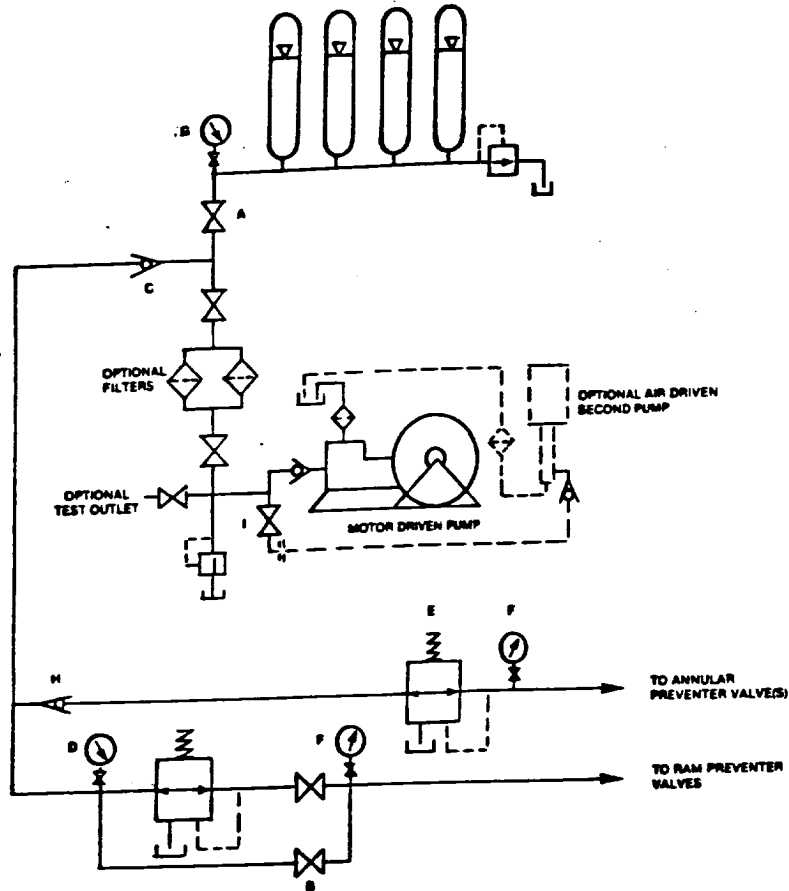 B
A
C
OPTIONAL
FILTERS
OPTIONAL AIR DRIVEN
SECOND PUMP
OPTIONAL
TEST OUTLET
I
H
MOTOR DRIVEN PUMP
E
F
H
TO ANNULAR
PREVENTER VALVE(S)
D
F
TO RAM PREVENTER
VALVES